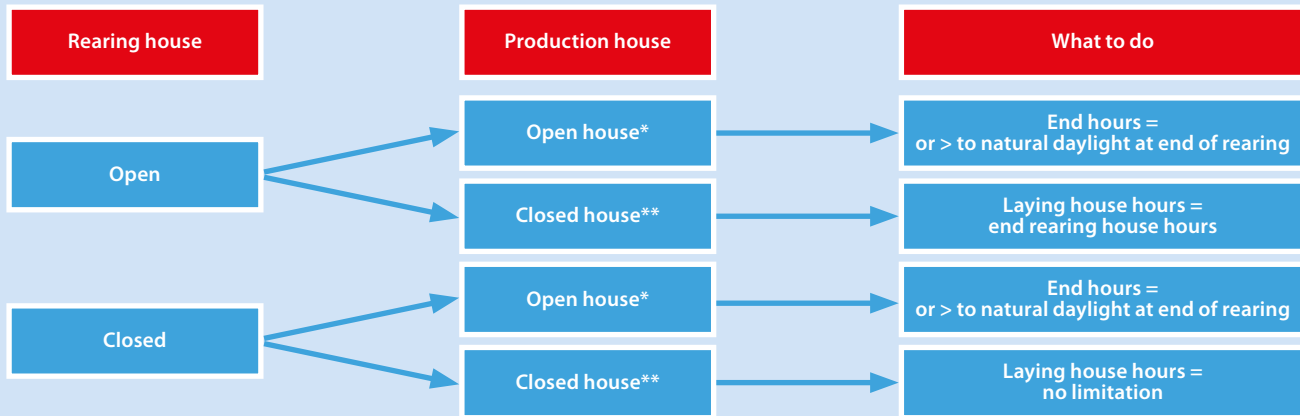 Rearing house
Production house
What to do
Open
Open house*
End hours =
or > to natural daylight at end of rearing
Closed house**
Laying house hours =
end rearing house hours
Closed
Open house*
End hours =
or > to natural daylight at end of rearing
Closed house**
Laying house hours =
no limitation